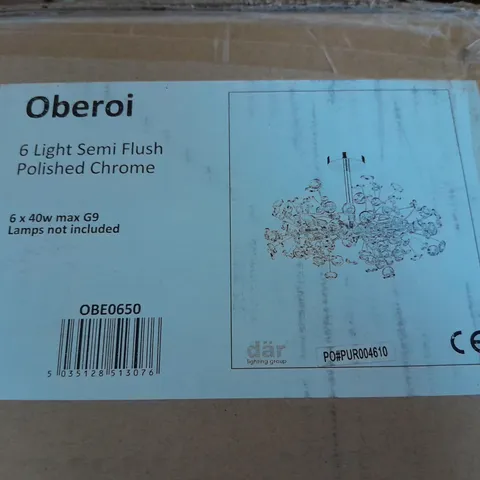 Oberoi
6 Light Semi Flush
Polished Chrome
6 x 40w max G9
Lamps not included
OBE0650
5 035128 513076
där
lighting group
PO#PUR004610
CE